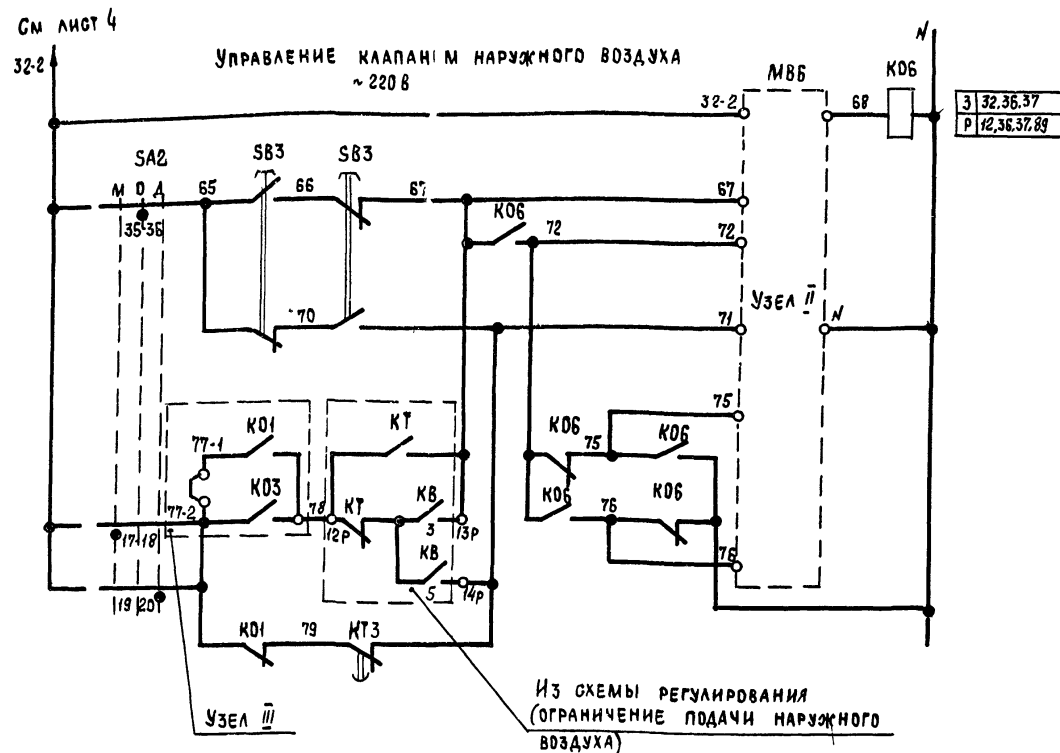 См лист 4
32-2
Управление клапан м наружного воздуха
~ 220 В
МВ6
К06
N
32-2
68
3 32,36,37
Р 12,36,37,89
SA2
SB3
SB3
М О Д
65
66
67
67
35 36
К06
72
72
70
Узел II
71
N
75
К01
КТ
77-1
К06
75
К06
К03
77-2
78
КТ
КВ
К06
76
К06
12Р
3
13Р
17 18
КВ
76
5
14Р
19 20
К01
79
КТ3
Узел III
Из схемы регулирования
(ограничение подачи наружного
воздуха)